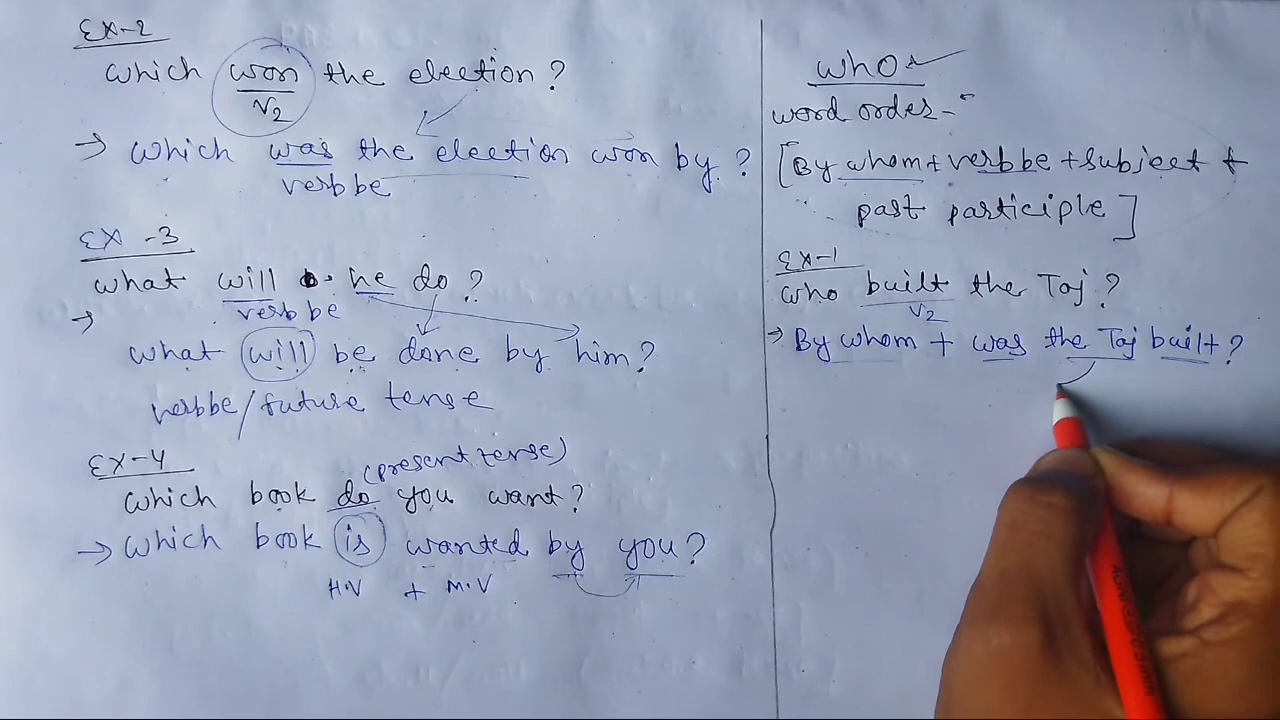 Ex-2
Which won the election?
V2
→ Which was the election won by?
verb be
Ex-3
What will he do?
verb be
→
What will be done by him?
verb be/future tense
Ex-4
(present tense)
Which book do you want?
→ Which book is wanted by you?
H.V + M.V
Who
word order-
[By whom + verb be + subject +
past participle]
Ex-1
Who built the Taj?
V2
→ By whom + was the Taj built?